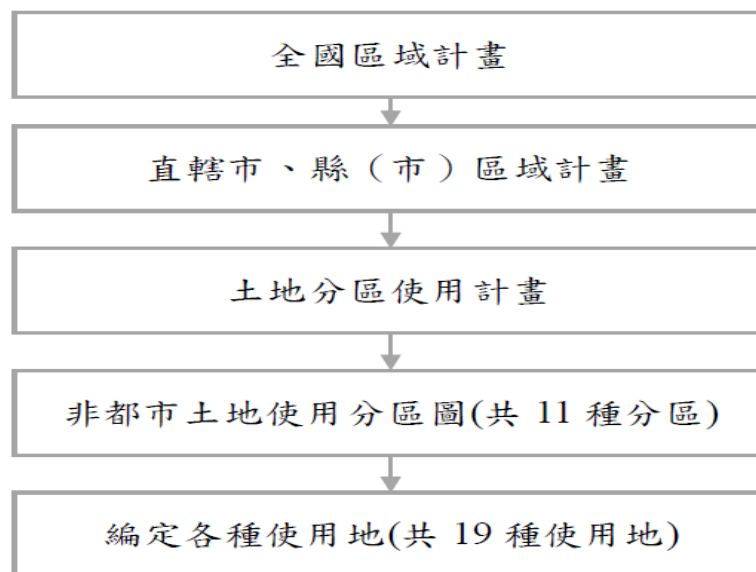 全國區域計畫
直轄市、縣（市）區域計畫
土地分區使用計畫
非都市土地使用分區圖(共 11 種分區)
編定各種使用地(共 19 種使用地)